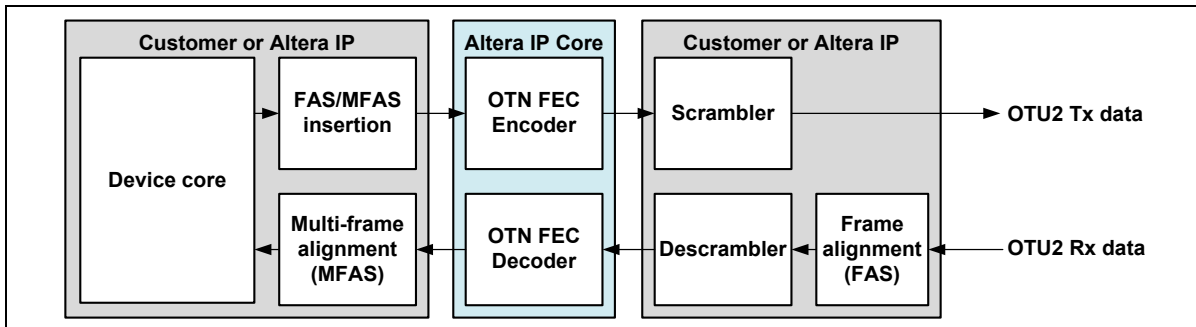 Customer or Altera IP
Altera IP Core
Customer or Altera IP
Device core
FAS/MFAS
insertion
OTN FEC
Encoder
Scrambler
OTU2 Tx data
Multi-frame
alignment
(MFAS)
OTN FEC
Decoder
Descrambler
Frame
alignment
(FAS)
OTU2 Rx data